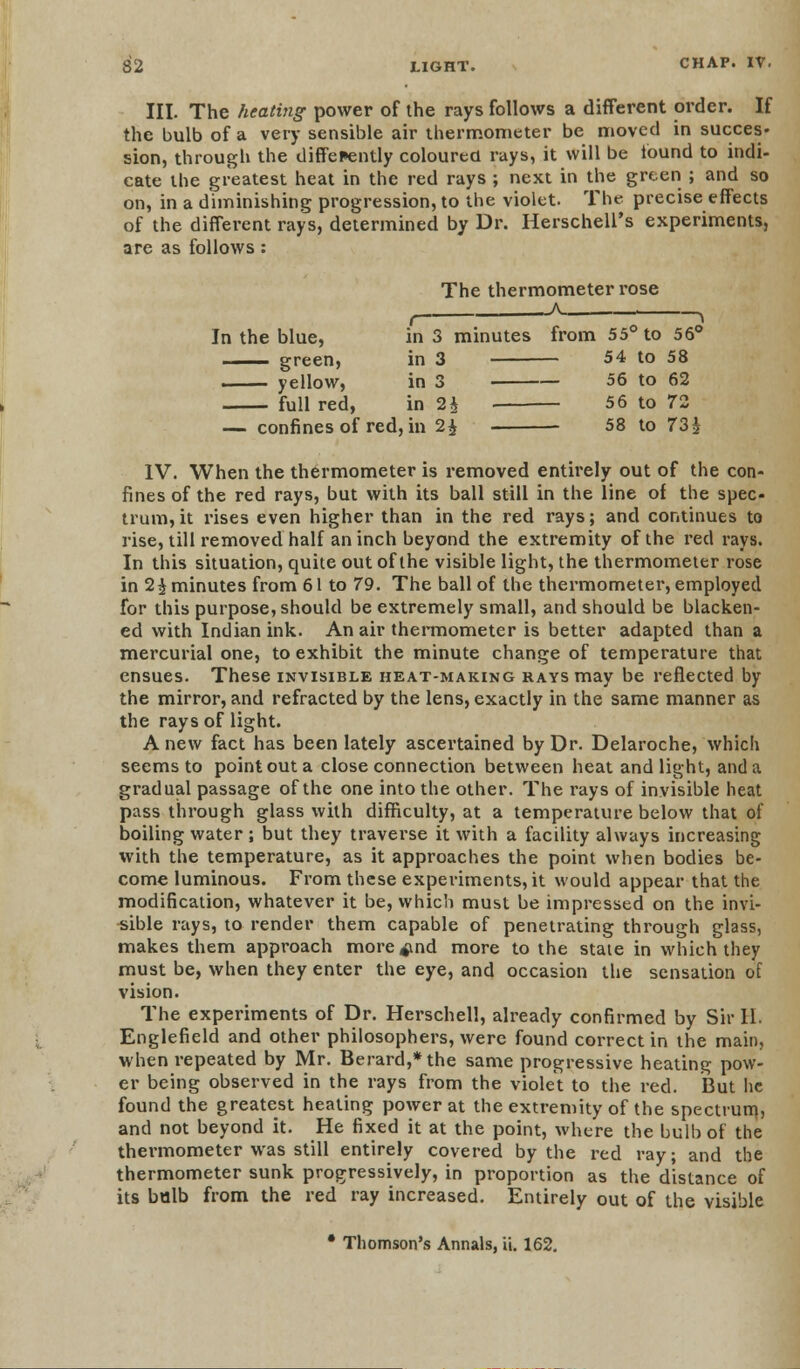 82 LIGHT. CHAP. IV.
III. The heating power of the rays follows a different order. If
the bulb of a very sensible air thermometer be moved in succes-
sion, through the differently coloured rays, it will be found to indi-
cate the greatest heat in the red rays ; next in the green ; and so
on, in a diminishing progression, to the violet. The precise effects
of the different rays, determined by Dr. Herschell's experiments,
are as follows :
The thermometer rose
In the blue, in 3 minutes from 55° to 56°
—— green, in 3 ——— 54 to 58
—— yellow, in 3 ——— 56 to 62
—— full red, in 2½ ——— 56 to 72
— confines of red, in 2½ ——— 58 to 73½
IV. When the thermometer is removed entirely out of the con-
fines of the red rays, but with its ball still in the line of the spec-
trum, it rises even higher than in the red rays; and continues to
rise, till removed half an inch beyond the extremity of the red rays.
In this situation, quite out of the visible light, the thermometer rose
in 2½ minutes from 61 to 79. The ball of the thermometer, employed
for this purpose, should be extremely small, and should be blacken-
ed with Indian ink. An air thermometer is better adapted than a
mercurial one, to exhibit the minute change of temperature that
ensues. These INVISIBLE HEAT-MAKING RAYS may be reflected by
the mirror, and refracted by the lens, exactly in the same manner as
the rays of light.
A new fact has been lately ascertained by Dr. Delaroche, which
seems to point out a close connection between heat and light, and a
gradual passage of the one into the other. The rays of invisible heat
pass through glass with difficulty, at a temperature below that of
boiling water ; but they traverse it with a facility always increasing
with the temperature, as it approaches the point when bodies be-
come luminous. From these experiments, it would appear that the
modification, whatever it be, which must be impressed on the invi-
sible rays, to render them capable of penetrating through glass,
makes them approach more and more to the state in which they
must be, when they enter the eye, and occasion the sensation of
vision.
The experiments of Dr. Herschell, already confirmed by Sir H.
Englefield and other philosophers, were found correct in the main,
when repeated by Mr. Berard,* the same progressive heating pow-
er being observed in the rays from the violet to the red. But he
found the greatest heating power at the extremity of the spectrum,
and not beyond it. He fixed it at the point, where the bulb of the
thermometer was still entirely covered by the red ray; and the
thermometer sunk progressively, in proportion as the distance of
its bulb from the red ray increased. Entirely out of the visible
* Thomson's Annals, ii. 162.